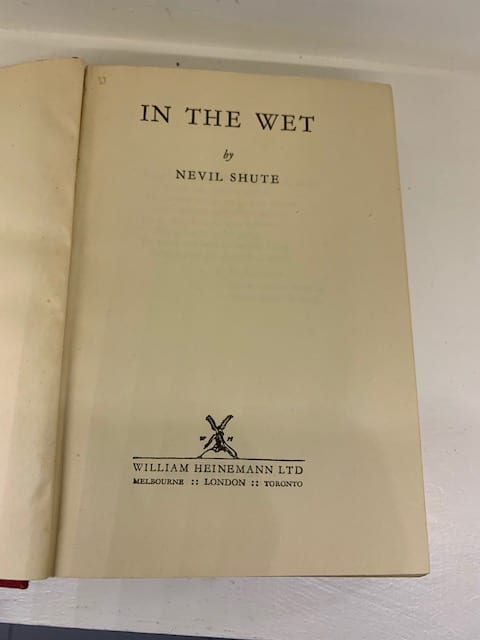 IN THE WET
by
NEVIL SHUTE
W H
WILLIAM HEINEMANN LTD
MELBOURNE :: LONDON :: TORONTO